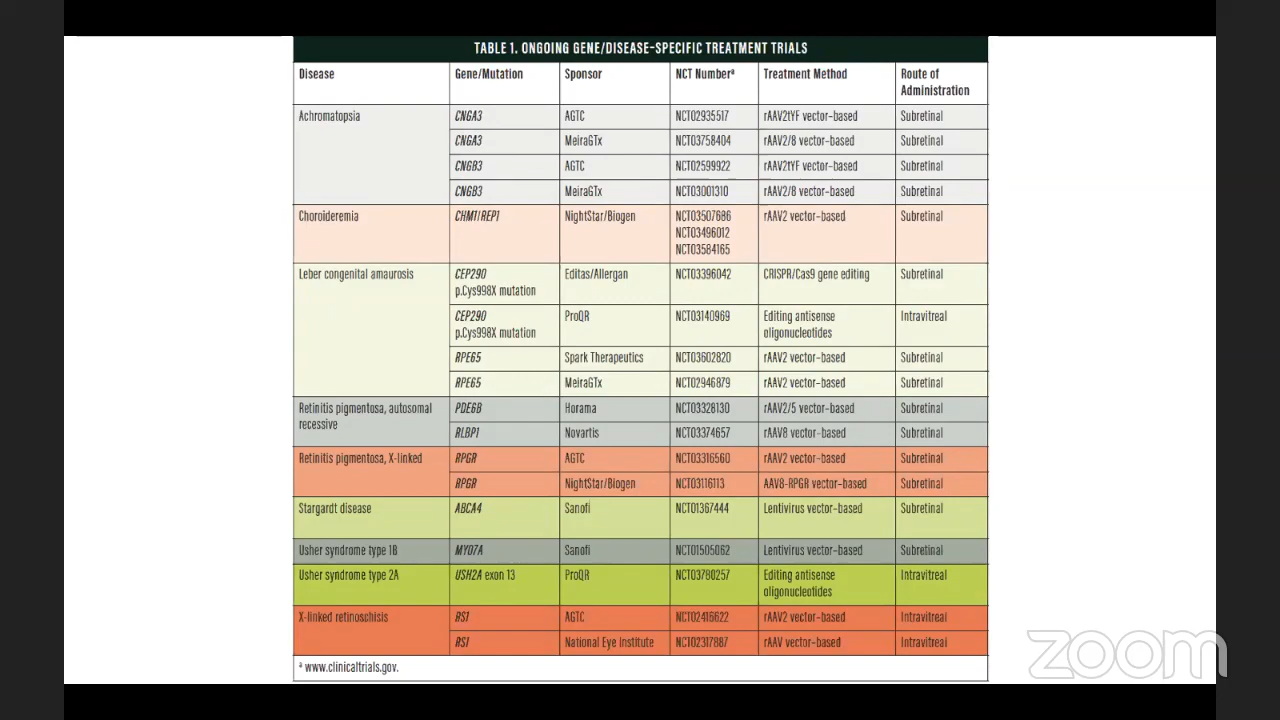 TABLE 1. ONGOING GENE/DISEASE-SPECIFIC TREATMENT TRIALS
Disease Gene/Mutation Sponsor NCT Numberª Treatment Method Route of Administration
Achromatopsia CNGA3 AGTC NCT02935517 rAAV2tYF vector-based Subretinal
CNGA3 MeiraGTx NCT03758404 rAAV2/8 vector-based Subretinal
CNGB3 AGTC NCT02599922 rAAV2tYF vector-based Subretinal
CNGB3 MeiraGTx NCT03001310 rAAV2/8 vector-based Subretinal
Choroideremia CHM1/REP1 NightStar/Biogen NCT03507686 rAAV2 vector-based Subretinal
NCT03496012
NCT03584165
Leber congenital amaurosis CEP290 Editas/Allergan NCT03396042 CRISPR/Cas9 gene editing Subretinal
p.Cys998X mutation
CEP290 ProQR NCT03140969 Editing antisense Intravitreal
p.Cys998X mutation oligonucleotides
RPE65 Spark Therapeutics NCT03602820 rAAV2 vector-based Subretinal
RPE65 MeiraGTx NCT02946879 rAAV2 vector-based Subretinal
Retinitis pigmentosa, autosomal recessive PDE6B Horama NCT03328130 rAAV2/5 vector-based Subretinal
RLBP1 Novartis NCT03374657 rAAV8 vector-based Subretinal
Retinitis pigmentosa, X-linked RPGR AGTC NCT03316560 rAAV2 vector-based Subretinal
RPGR NightStar/Biogen NCT03116113 AAV8-RPGR vector-based Subretinal
Stargardt disease ABCA4 Sanofi NCT01367444 Lentivirus vector-based Subretinal
Usher syndrome type 1B MYO7A Sanofi NCT01505062 Lentivirus vector-based Subretinal
Usher syndrome type 2A USH2A exon 13 ProQR NCT03780257 Editing antisense Intravitreal
oligonucleotides
X-linked retinoschisis RS1 AGTC NCT02416622 rAAV2 vector-based Intravitreal
RS1 National Eye Institute NCT02317887 rAAV vector-based Intravitreal
ª www.clinicaltrials.gov.
zoom